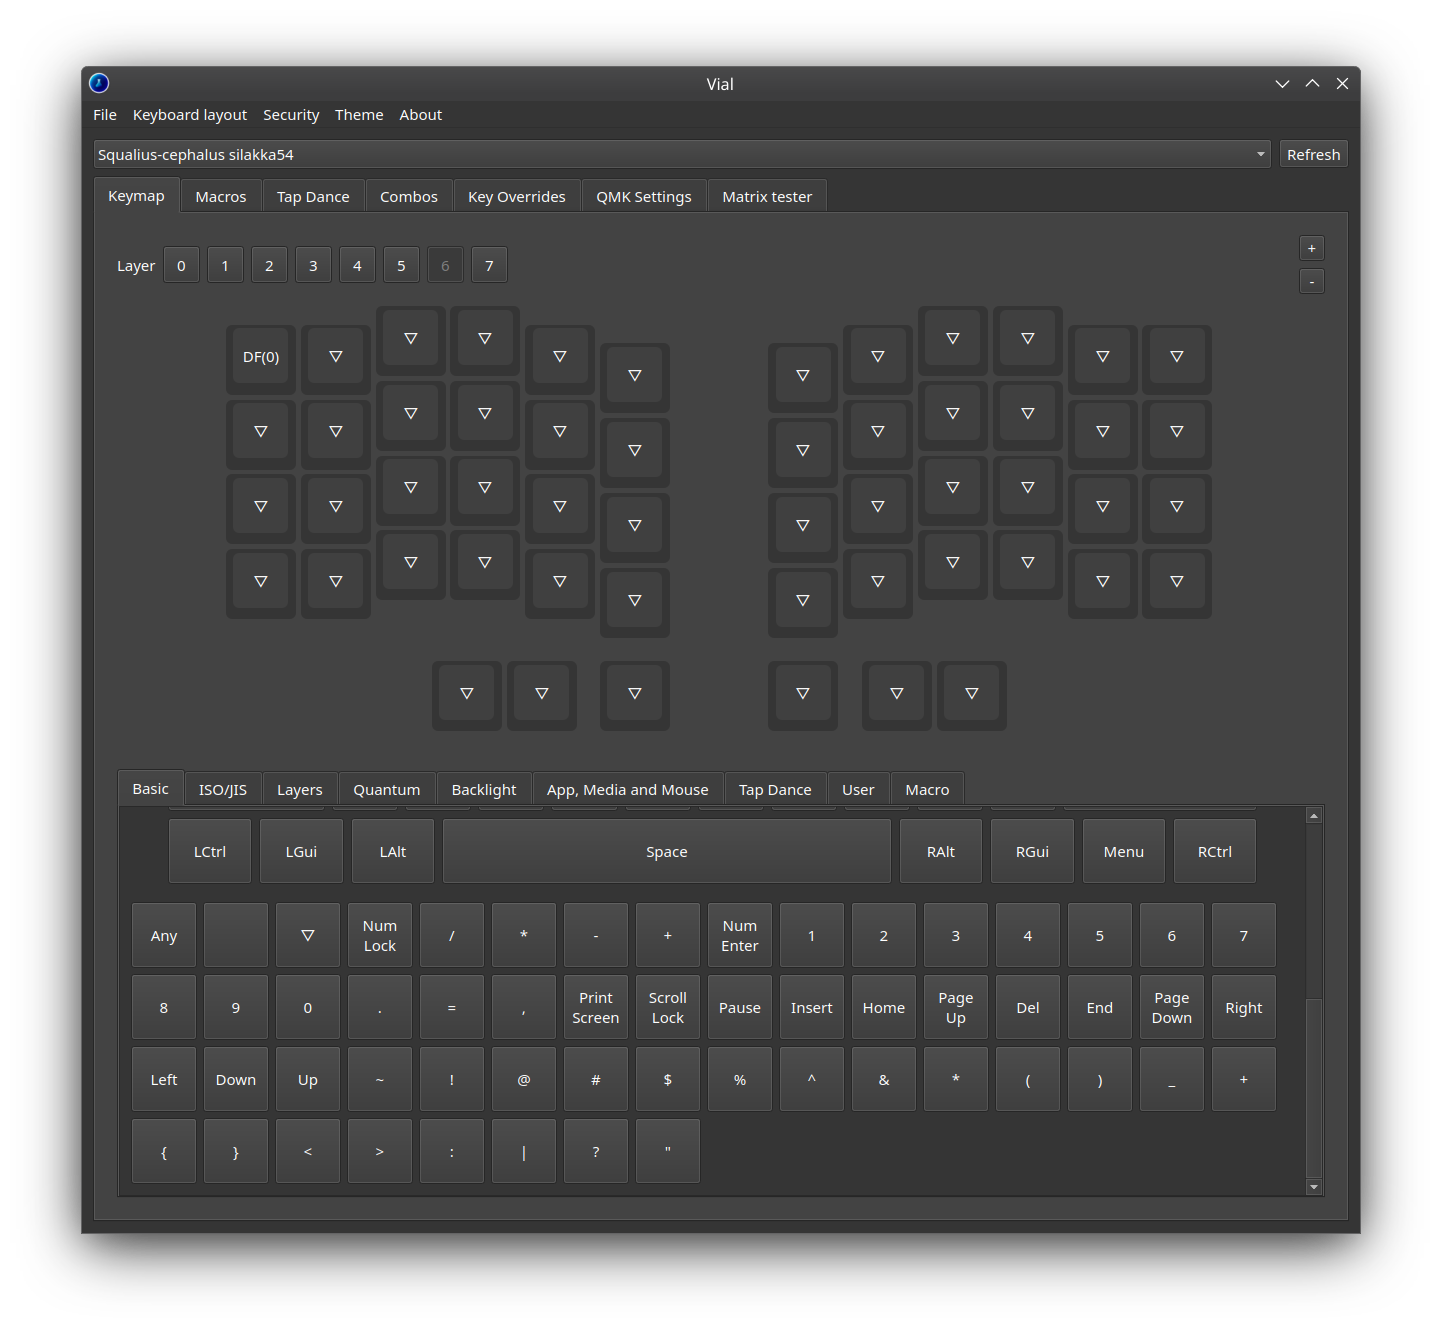 Vial
File Keyboard layout Security Theme About
Squalius-cephalus silakka54 Refresh
Keymap Macros Tap Dance Combos Key Overrides QMK Settings Matrix tester
+
Layer 0 1 2 3 4 5 6 7
-
▽ ▽ ▽ ▽
DF(0) ▽ ▽ ▽ ▽ ▽
▽ ▽
▽ ▽ ▽ ▽
▽ ▽ ▽ ▽ ▽ ▽
▽ ▽
▽ ▽ ▽ ▽
▽ ▽ ▽ ▽ ▽ ▽
▽ ▽
▽ ▽ ▽ ▽
▽ ▽ ▽ ▽ ▽ ▽
▽ ▽
▽ ▽ ▽ ▽ ▽ ▽
Basic ISO/JIS Layers Quantum Backlight App, Media and Mouse Tap Dance User Macro
LCtrl LGui LAlt Space RAlt RGui Menu RCtrl
Any ▽ Num Lock / * - + Num Enter 1 2 3 4 5 6 7
8 9 0 . = , Print Screen Scroll Lock Pause Insert Home Page Up Del End Page Down Right
Left Down Up ~ ! @ # $ % ^ & * ( ) _ +
{ } < > : | ? "